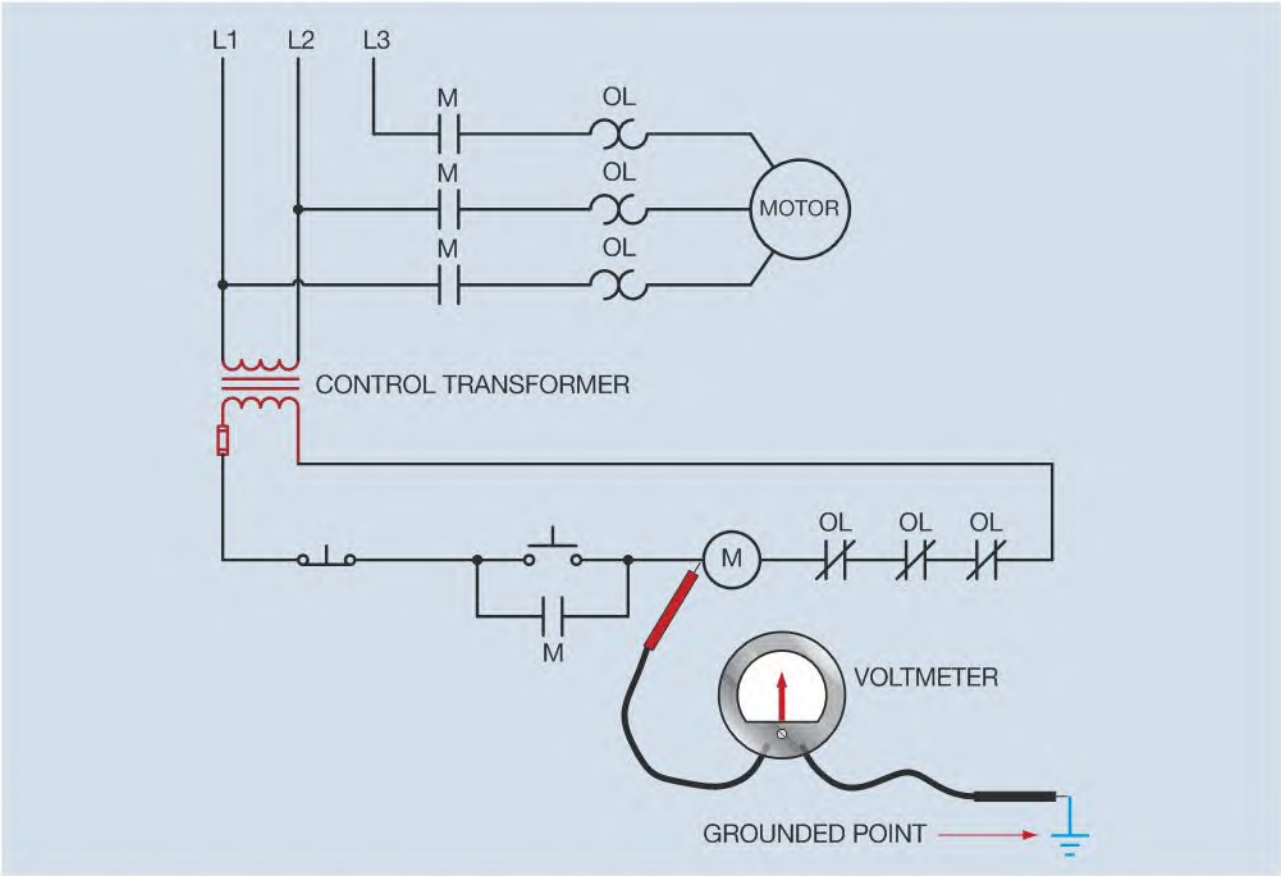 L1 L2 L3
M OL
M OL
MOTOR
M OL
CONTROL TRANSFORMER
OL OL OL
M
M
VOLTMETER
GROUNDED POINT